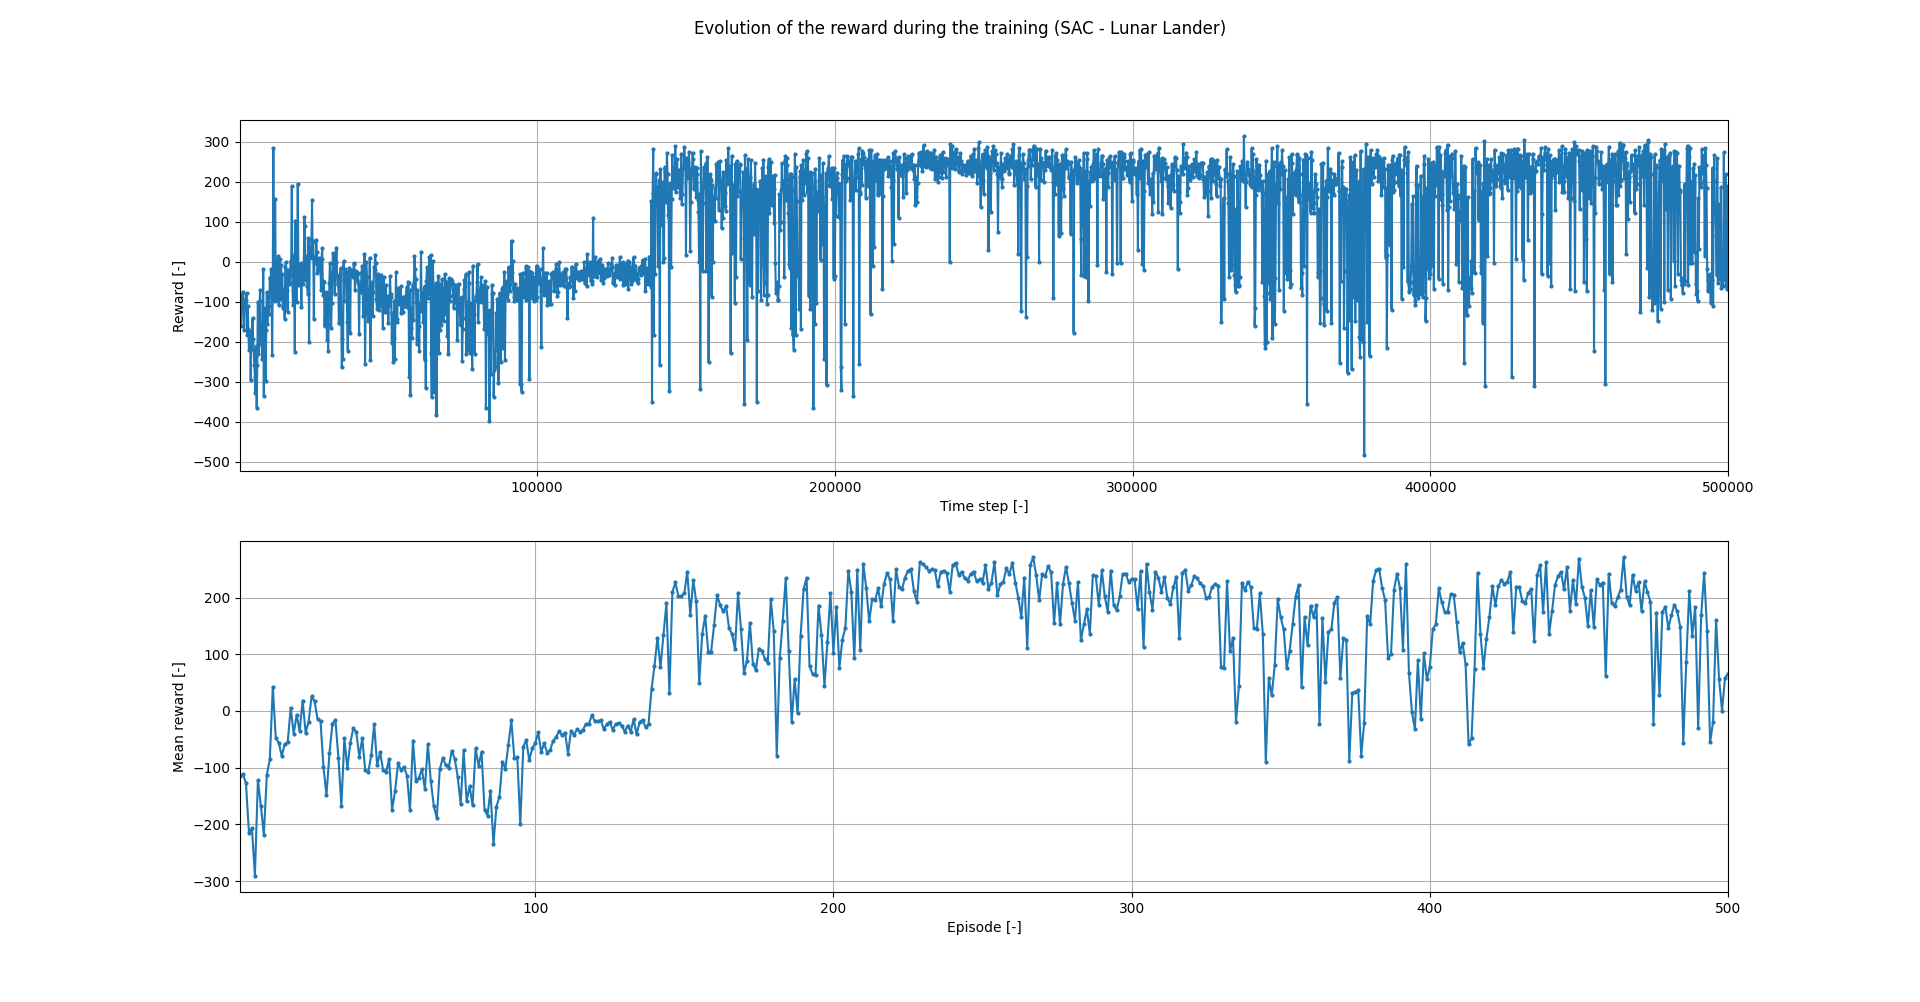 Evolution of the reward during the training (SAC - Lunar Lander)
300
200
100
0
−100
−200
−300
−400
−500
Reward [-]
100000 200000 300000 400000 500000
Time step [-]
200
100
0
−100
−200
−300
Mean reward [-]
100 200 300 400 500
Episode [-]